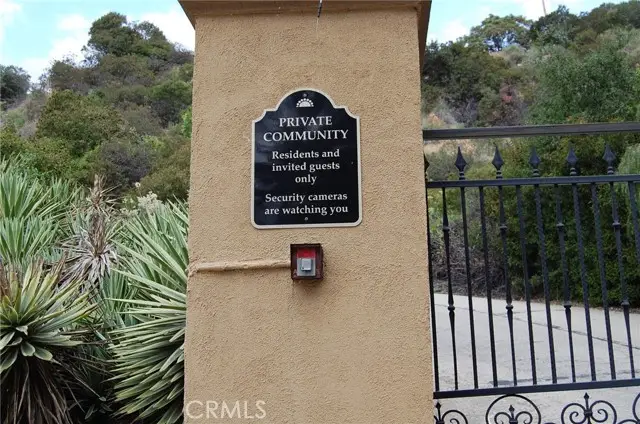 PRIVATE
COMMUNITY
Residents and
invited guests
only
Security cameras
are watching you
CRMLS